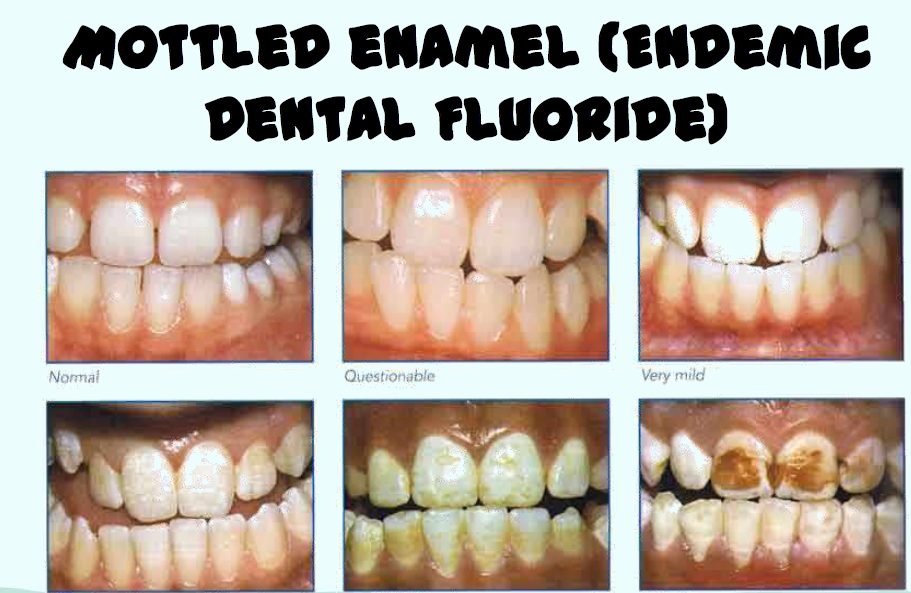 MOTTLED ENAMEL (ENDEMIC
DENTAL FLUORIDE)
Normal
Questionable
Very mild